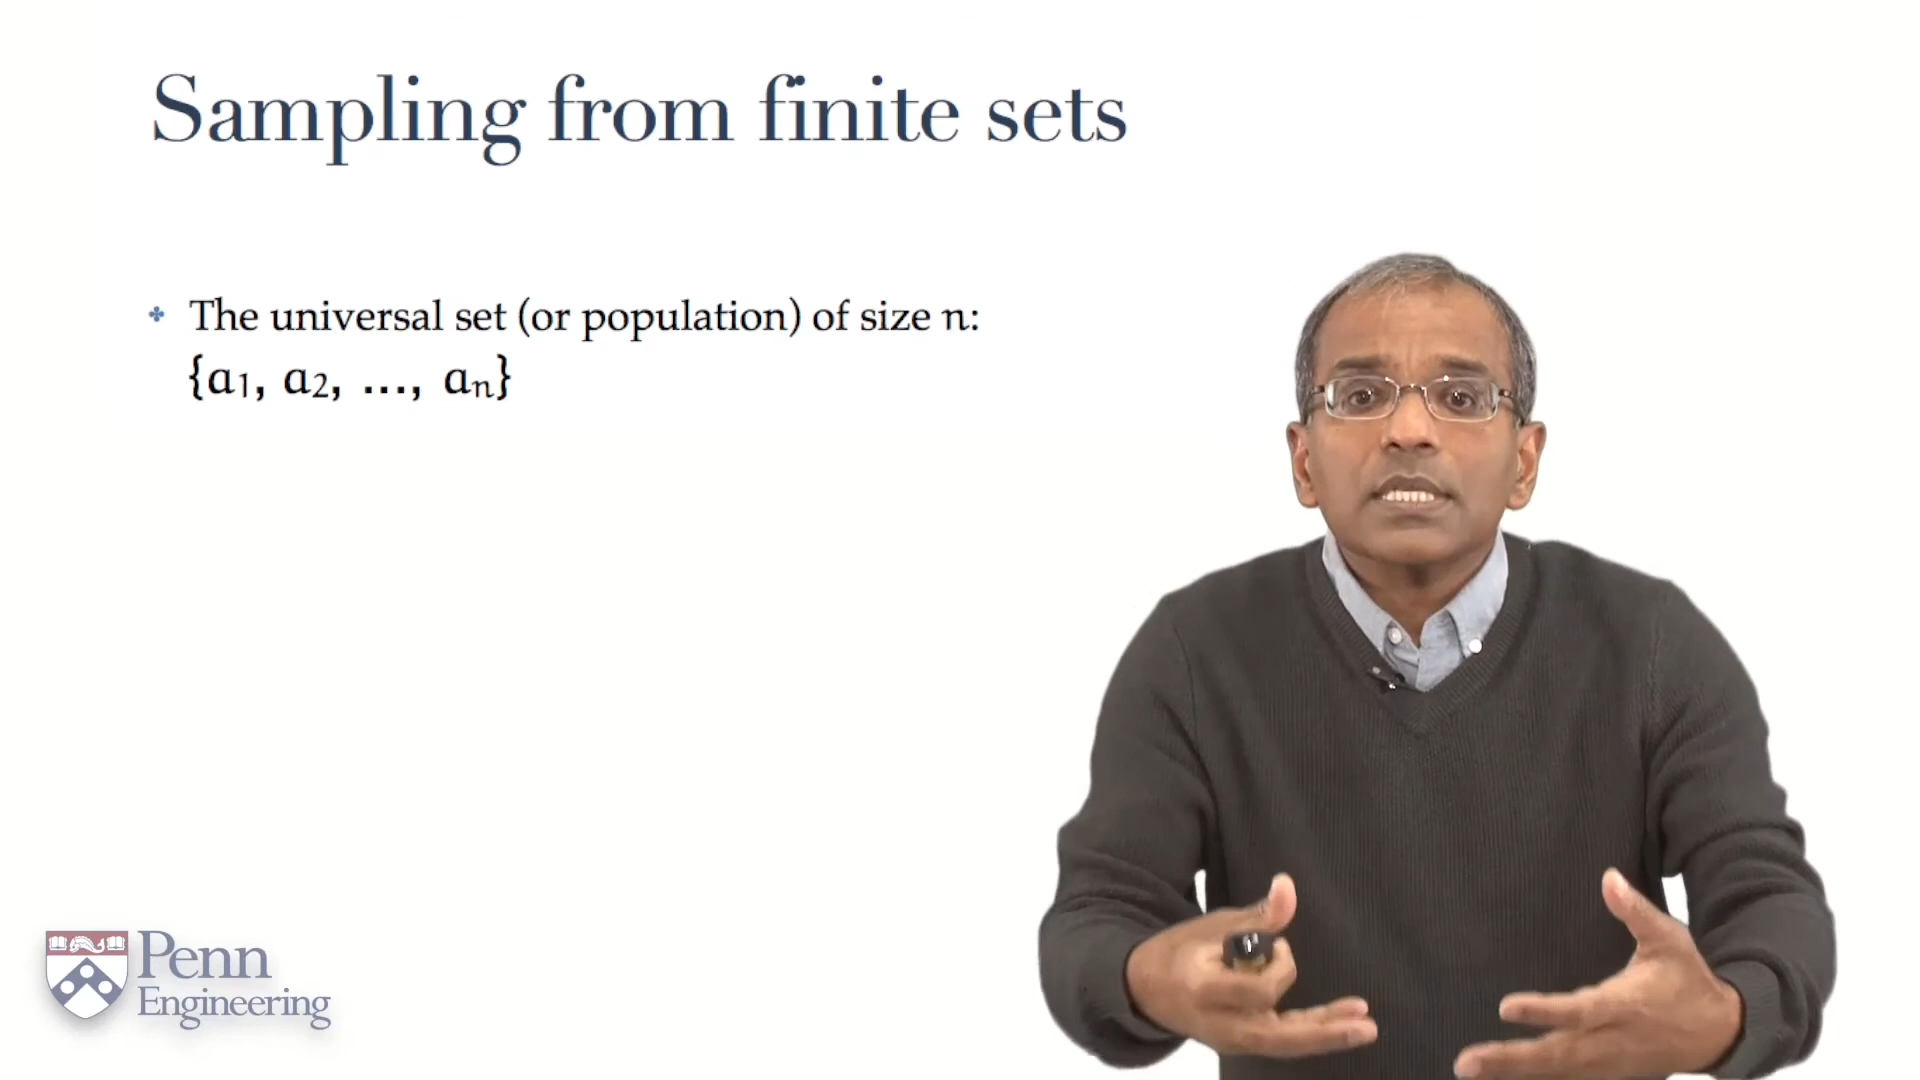 Sampling from finite sets
The universal set (or population) of size n:
{a₁, a₂, ..., aₙ}
Penn
Engineering